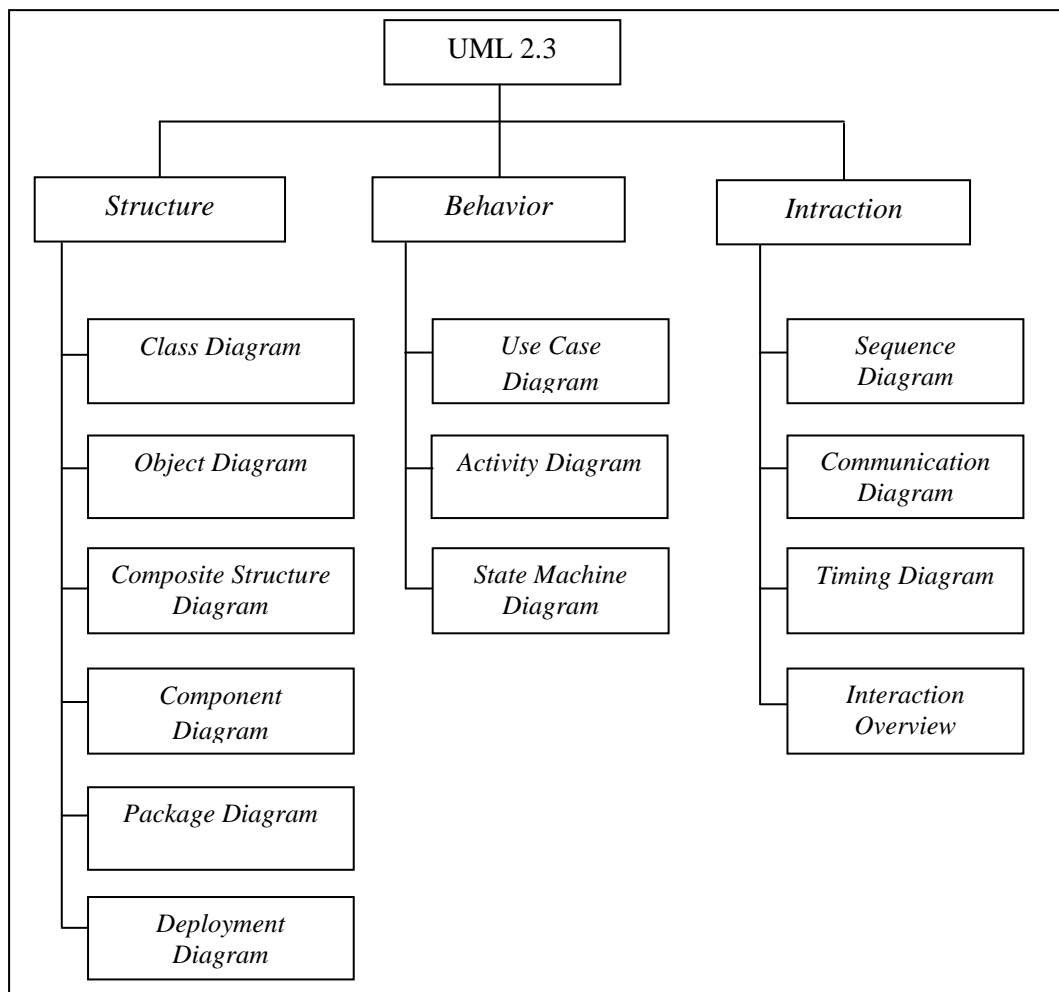 UML 2.3
Structure
Behavior
Intraction
Class Diagram
Object Diagram
Composite Structure
Diagram
Component
Diagram
Package Diagram
Deployment
Diagram
Use Case
Diagram
Activity Diagram
State Machine
Diagram
Sequence
Diagram
Communication
Diagram
Timing Diagram
Interaction
Overview